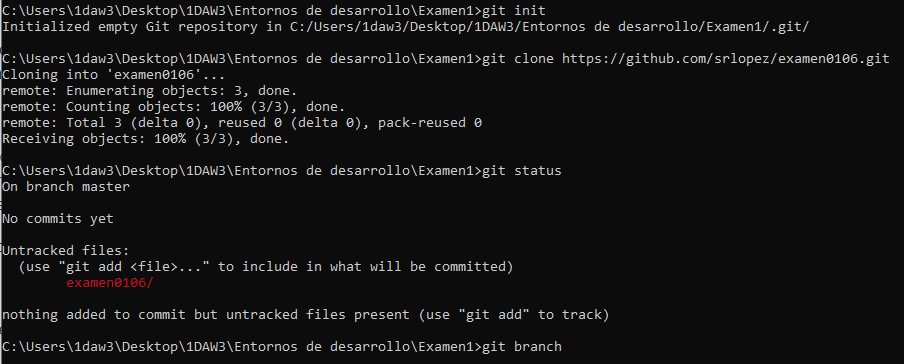 C:\Users\1daw3\Desktop\1DAW3\Entornos de desarrollo\Examen1>git init
Initialized empty Git repository in C:/Users/1daw3/Desktop/1DAW3/Entornos de desarrollo/Examen1/.git/
C:\Users\1daw3\Desktop\1DAW3\Entornos de desarrollo\Examen1>git clone https://github.com/srlopez/examen0106.git
Cloning into 'examen0106'...
remote: Enumerating objects: 3, done.
remote: Counting objects: 100% (3/3), done.
remote: Total 3 (delta 0), reused 0 (delta 0), pack-reused 0
Receiving objects: 100% (3/3), done.
C:\Users\1daw3\Desktop\1DAW3\Entornos de desarrollo\Examen1>git status
On branch master
No commits yet
Untracked files:
  (use "git add <file>..." to include in what will be committed)
        examen0106/
nothing added to commit but untracked files present (use "git add" to track)
C:\Users\1daw3\Desktop\1DAW3\Entornos de desarrollo\Examen1>git branch